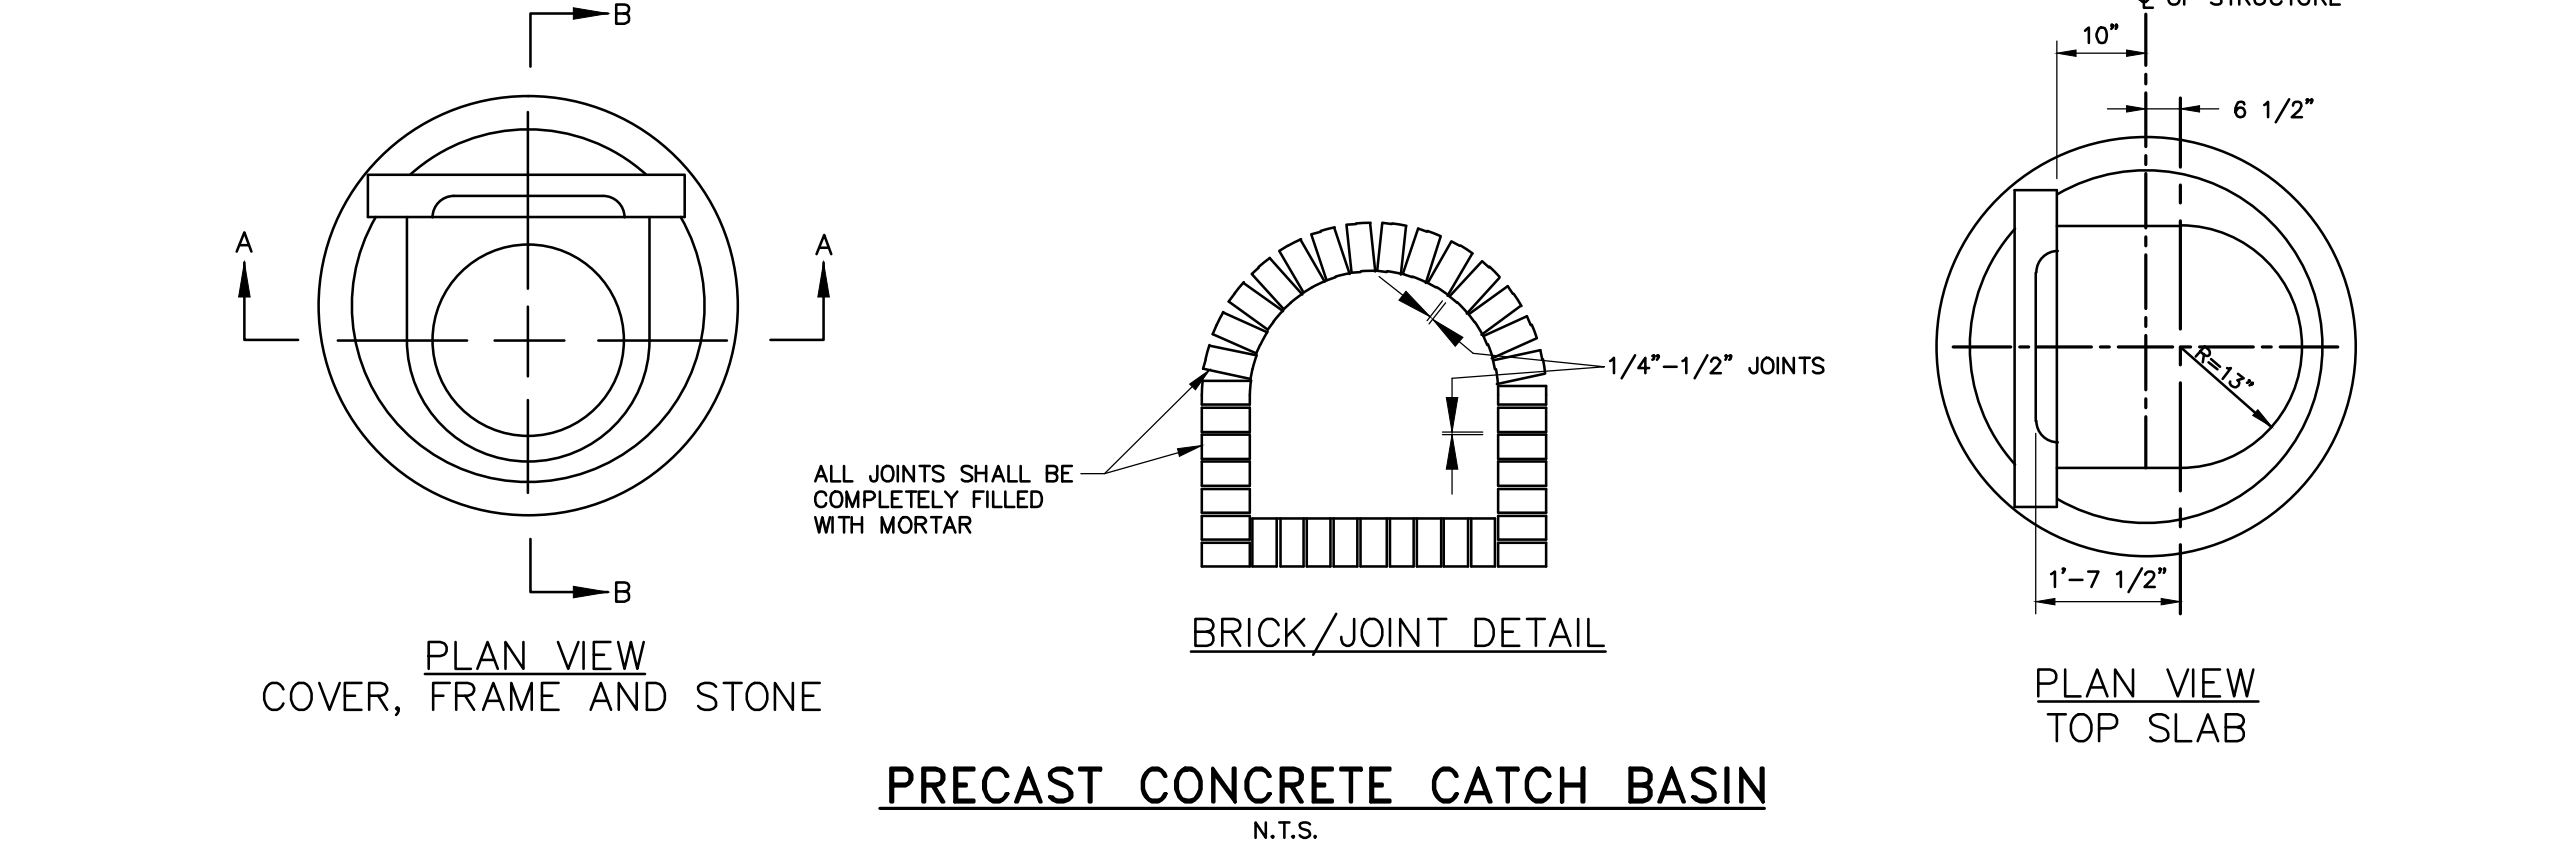 B
A
A
B
PLAN VIEW
COVER, FRAME AND STONE
ALL JOINTS SHALL BE
COMPLETELY FILLED
WITH MORTAR
1/4"-1/2" JOINTS
BRICK/JOINT DETAIL
℄ OF STRUCTURE
10"
6 1/2"
R=13"
1'-7 1/2"
PLAN VIEW
TOP SLAB
PRECAST CONCRETE CATCH BASIN
N.T.S.